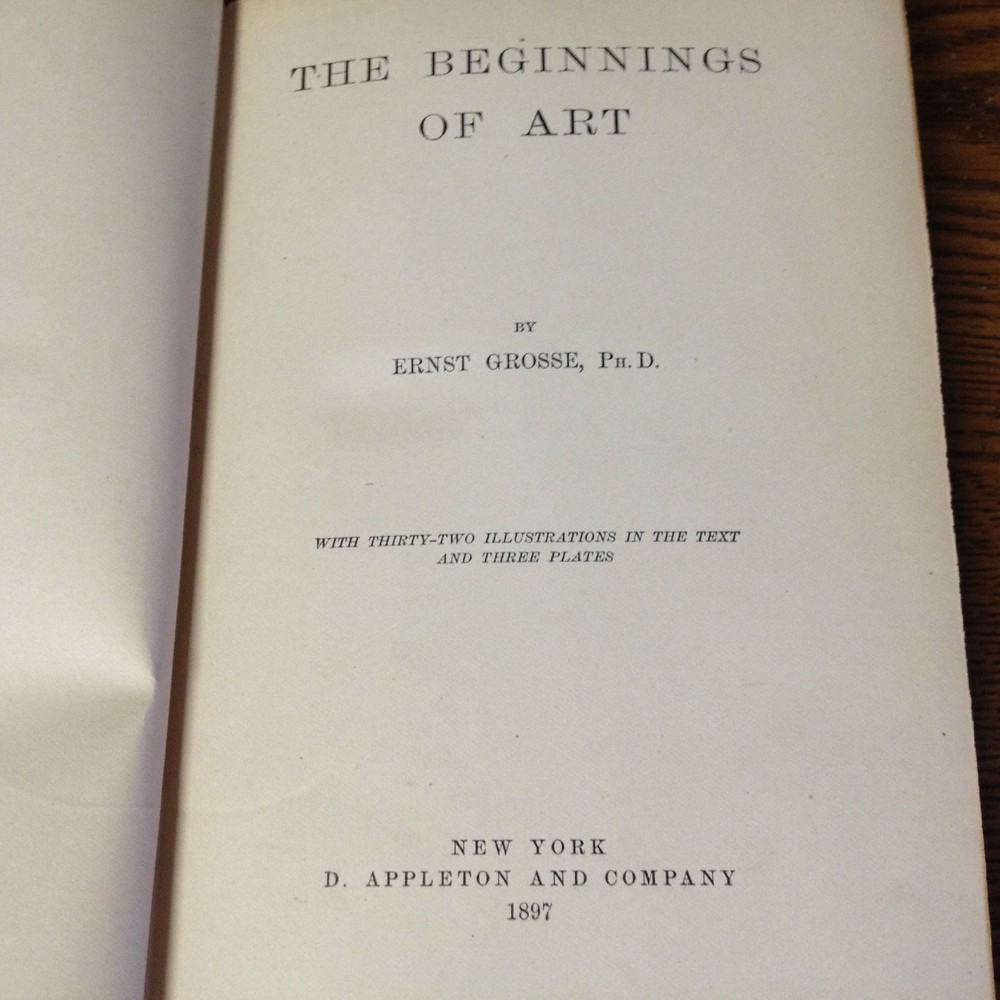 THE BEGINNINGS
OF ART
BY
ERNST GROSSE, Ph. D.
WITH THIRTY-TWO ILLUSTRATIONS IN THE TEXT
AND THREE PLATES
NEW YORK
D. APPLETON AND COMPANY
1897